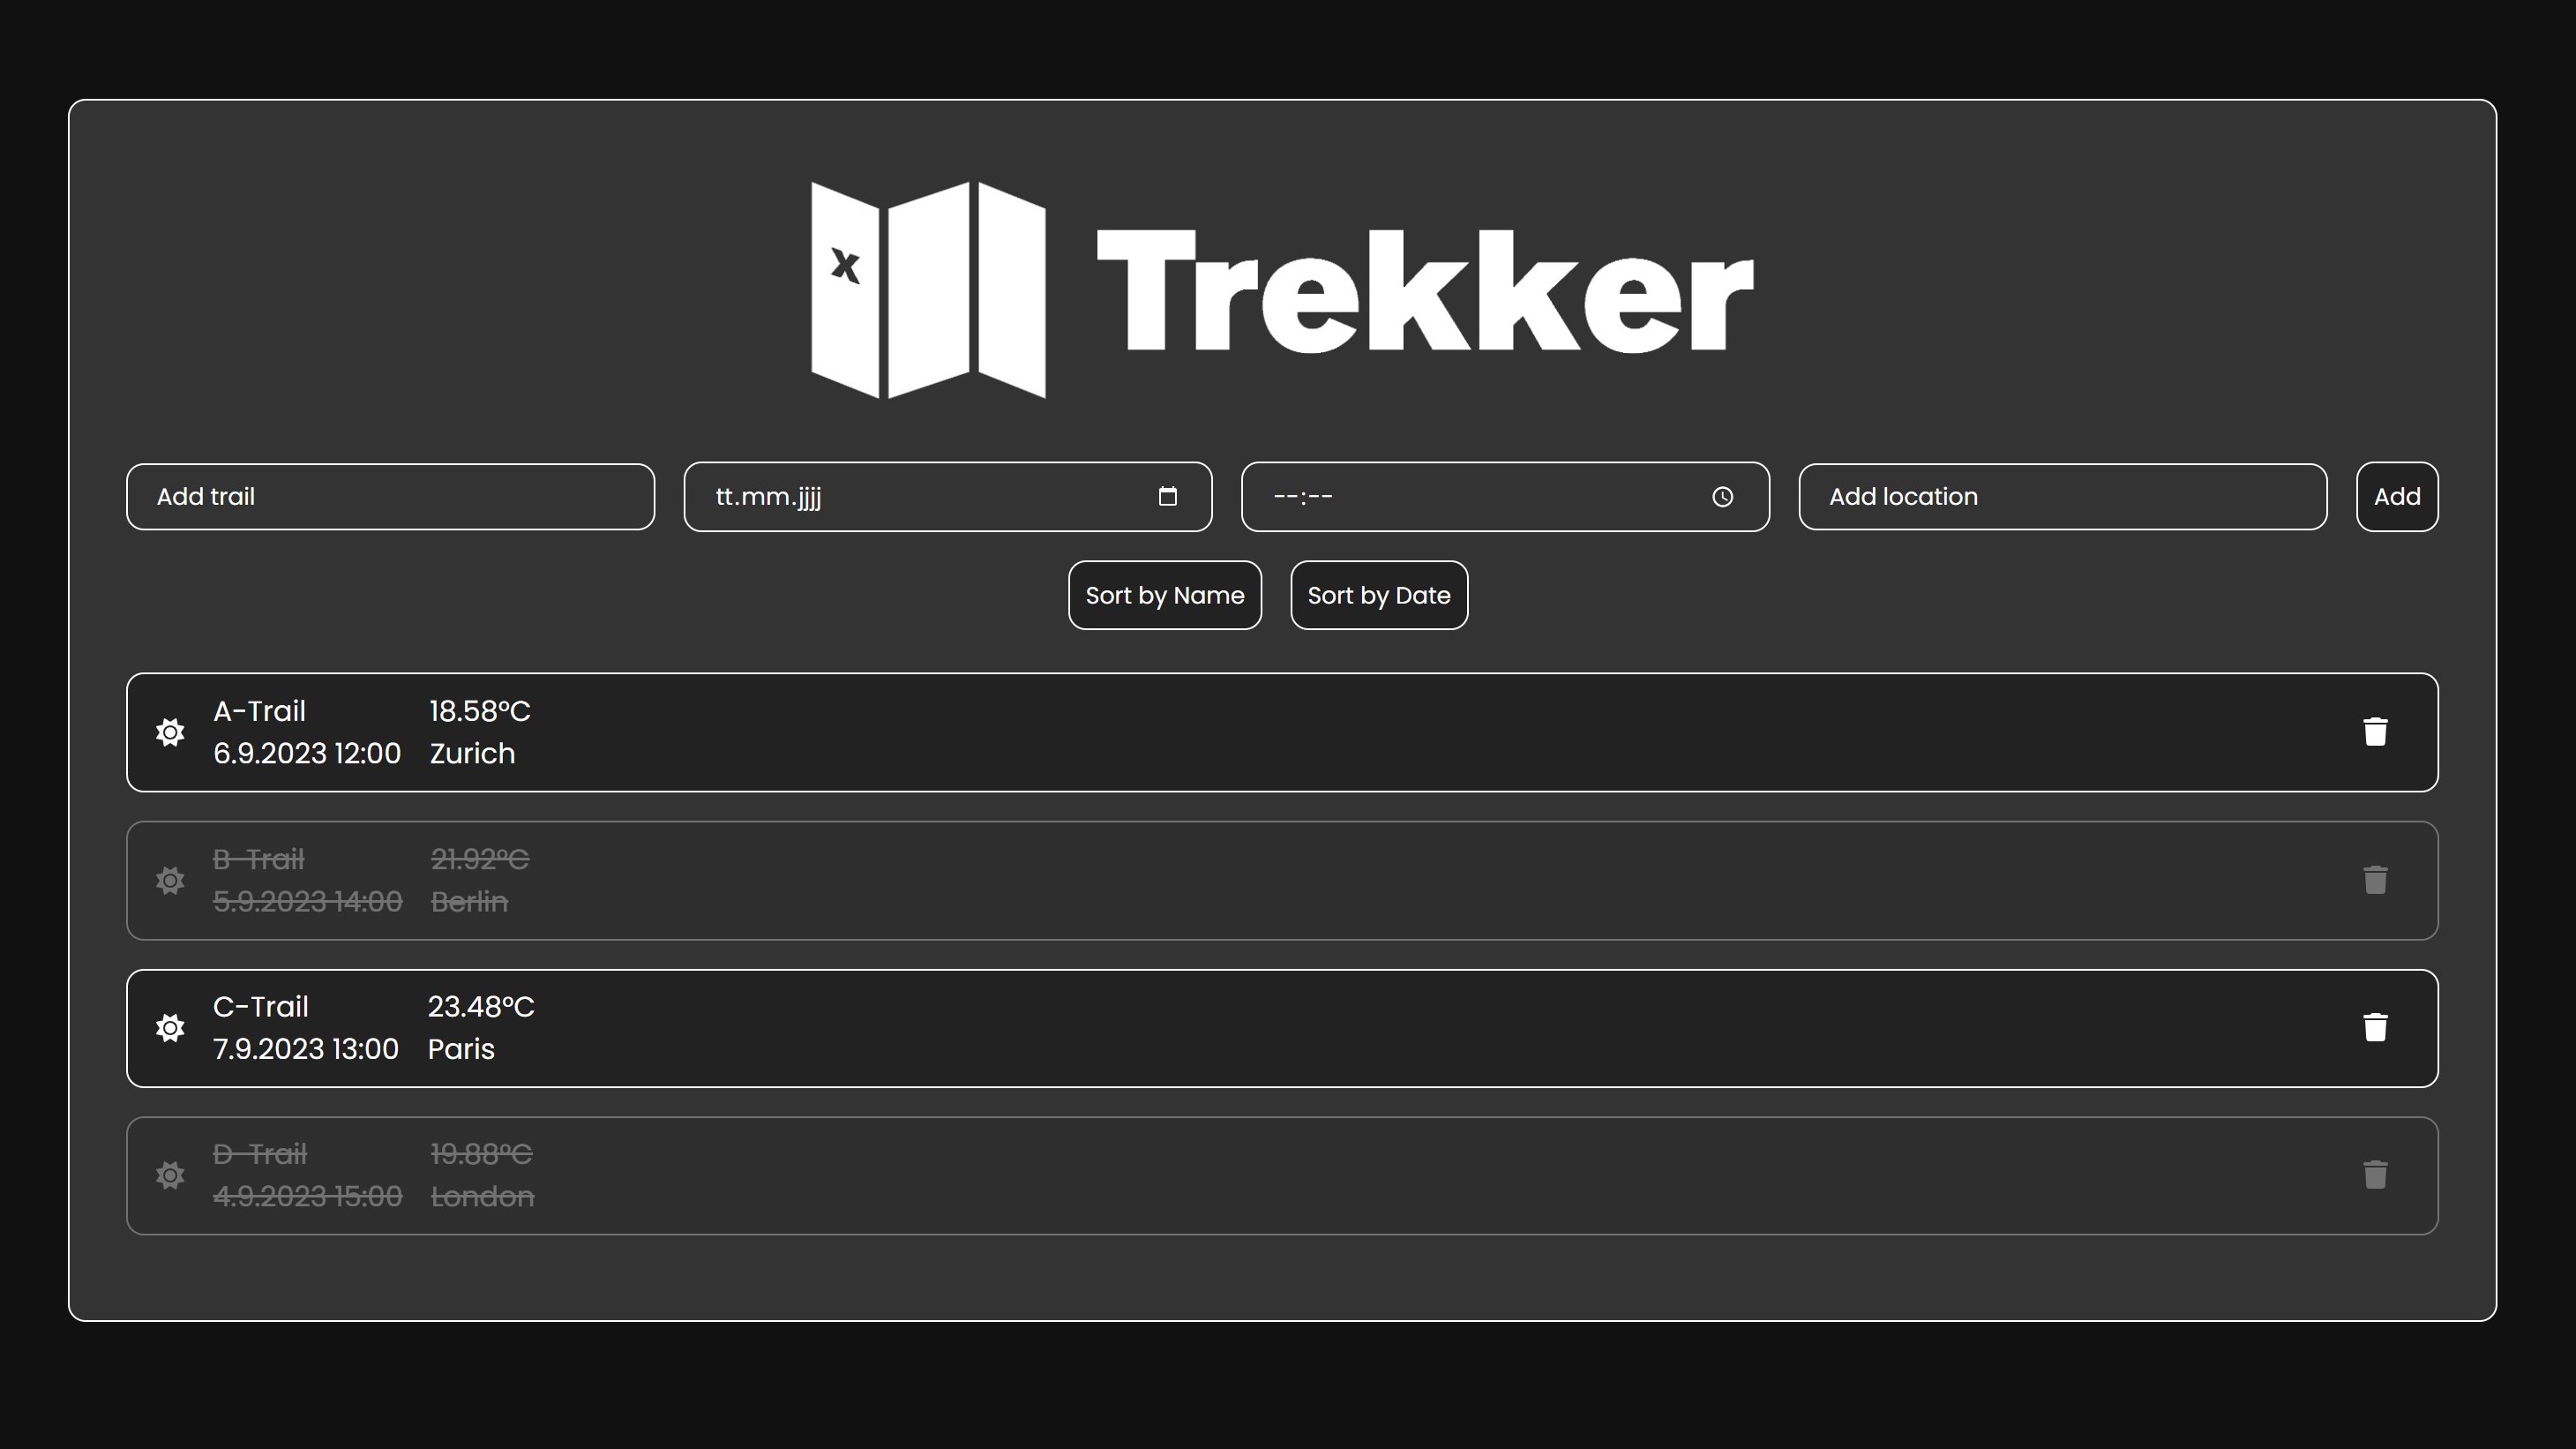 x
Trekker
Add trail
tt.mm.jjjj
--:--
Add location
Add
Sort by Name
Sort by Date
A-Trail
18.58°C
6.9.2023 12:00
Zurich
B-Trail
21.92°C
5.9.2023 14:00
Berlin
C-Trail
23.48°C
7.9.2023 13:00
Paris
D-Trail
19.88°C
4.9.2023 15:00
London